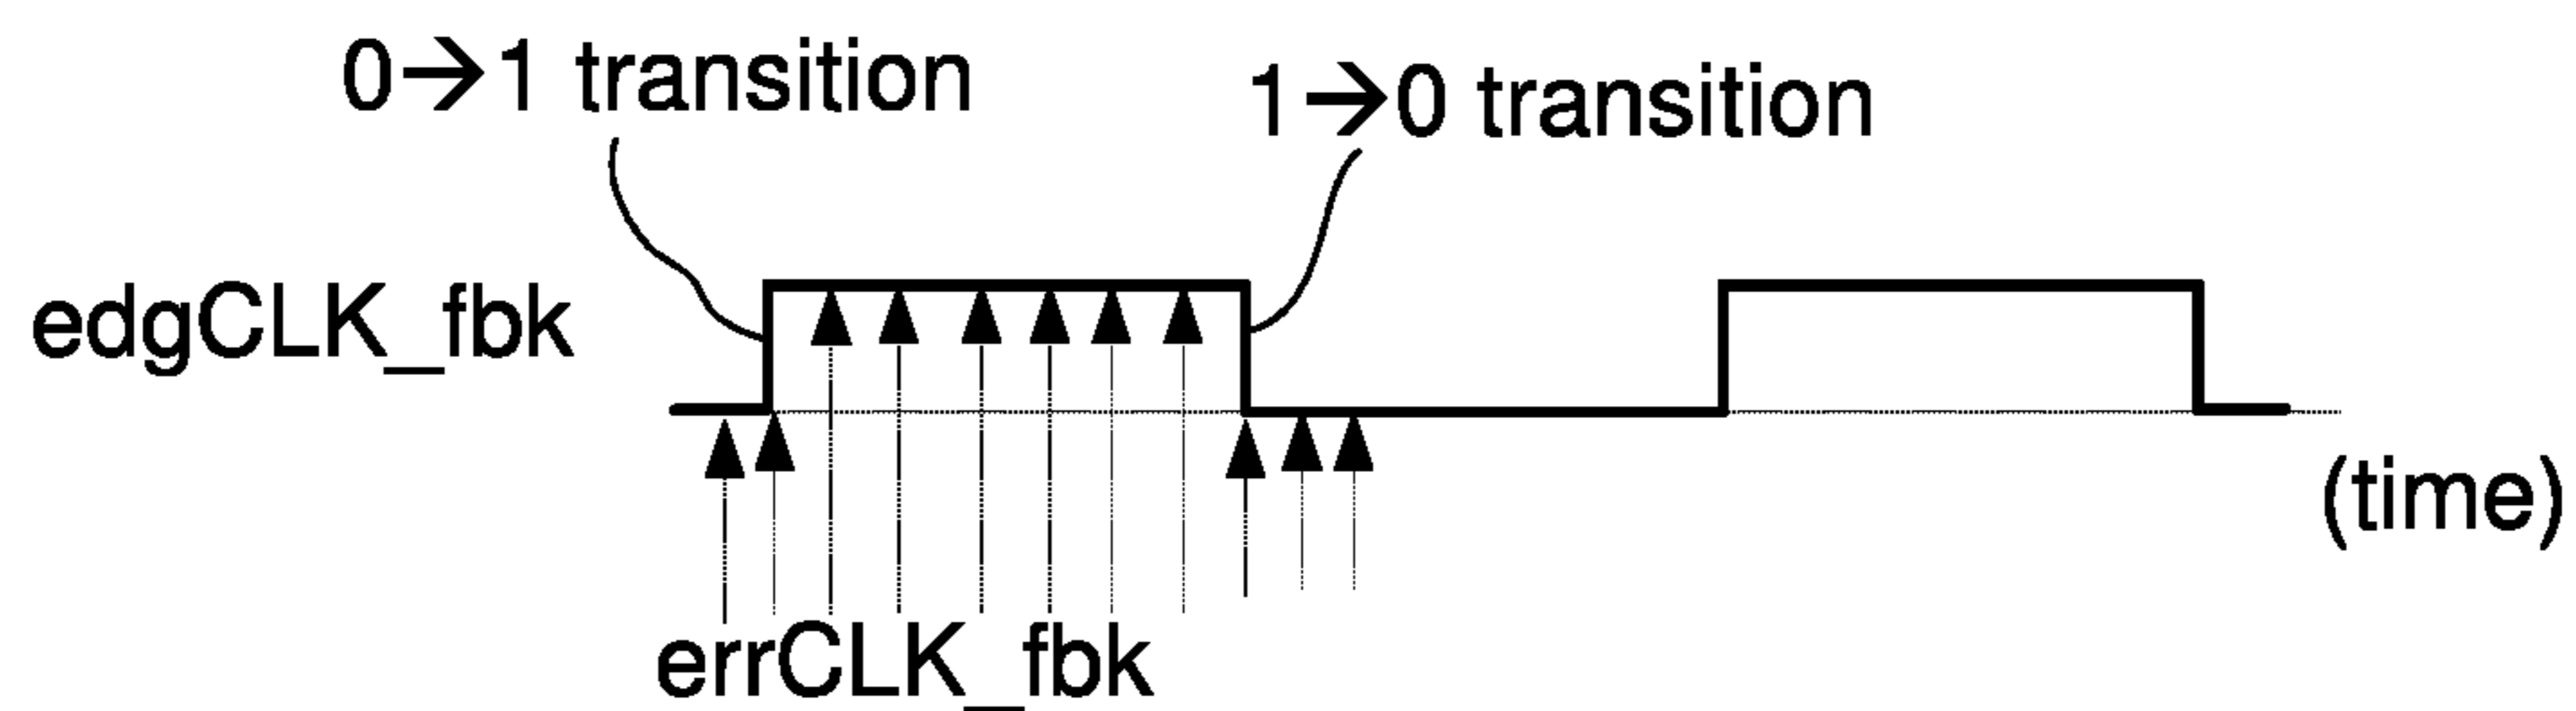 0→1 transition
1→0 transition
edgCLK_fbk
(time)
errCLK_fbk